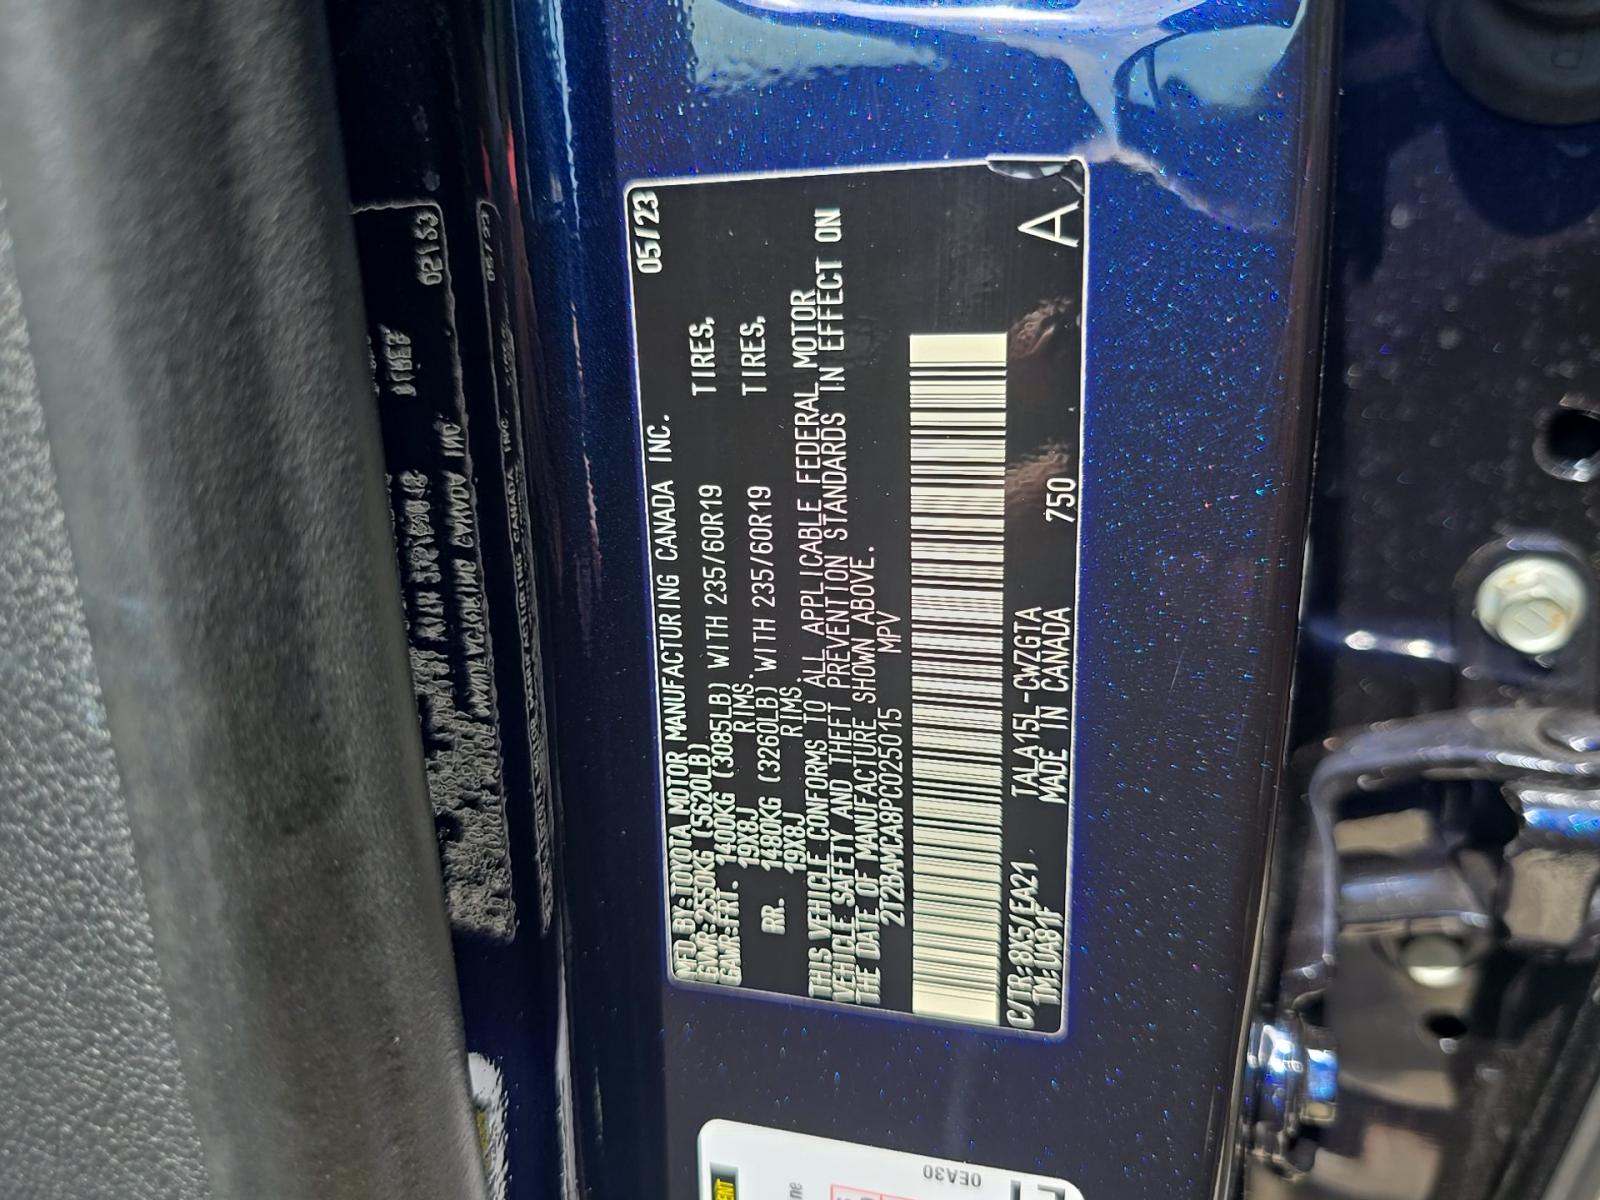 MFD. BY: TOYOTA MOTOR MANUFACTURING CANADA INC. 05/23
GVWR: 2550KG (5620LB)
GAWR: FRT. 1400KG (3085LB) WITH 235/60R19 TIRES,
19X8J RIMS.
RR. 1480KG (3260LB) WITH 235/60R19 TIRES,
19X8J RIMS.
THIS VEHICLE CONFORMS TO ALL APPLICABLE FEDERAL MOTOR
VEHICLE SAFETY AND THEFT PREVENTION STANDARDS IN EFFECT ON
THE DATE OF MANUFACTURE SHOWN ABOVE.
2T2BAMCA8PC025015 MPV
C/TR: 8X5/EA21 TALA15L-CWZGTA A
TM: UA81F MADE IN CANADA 750
0EA30